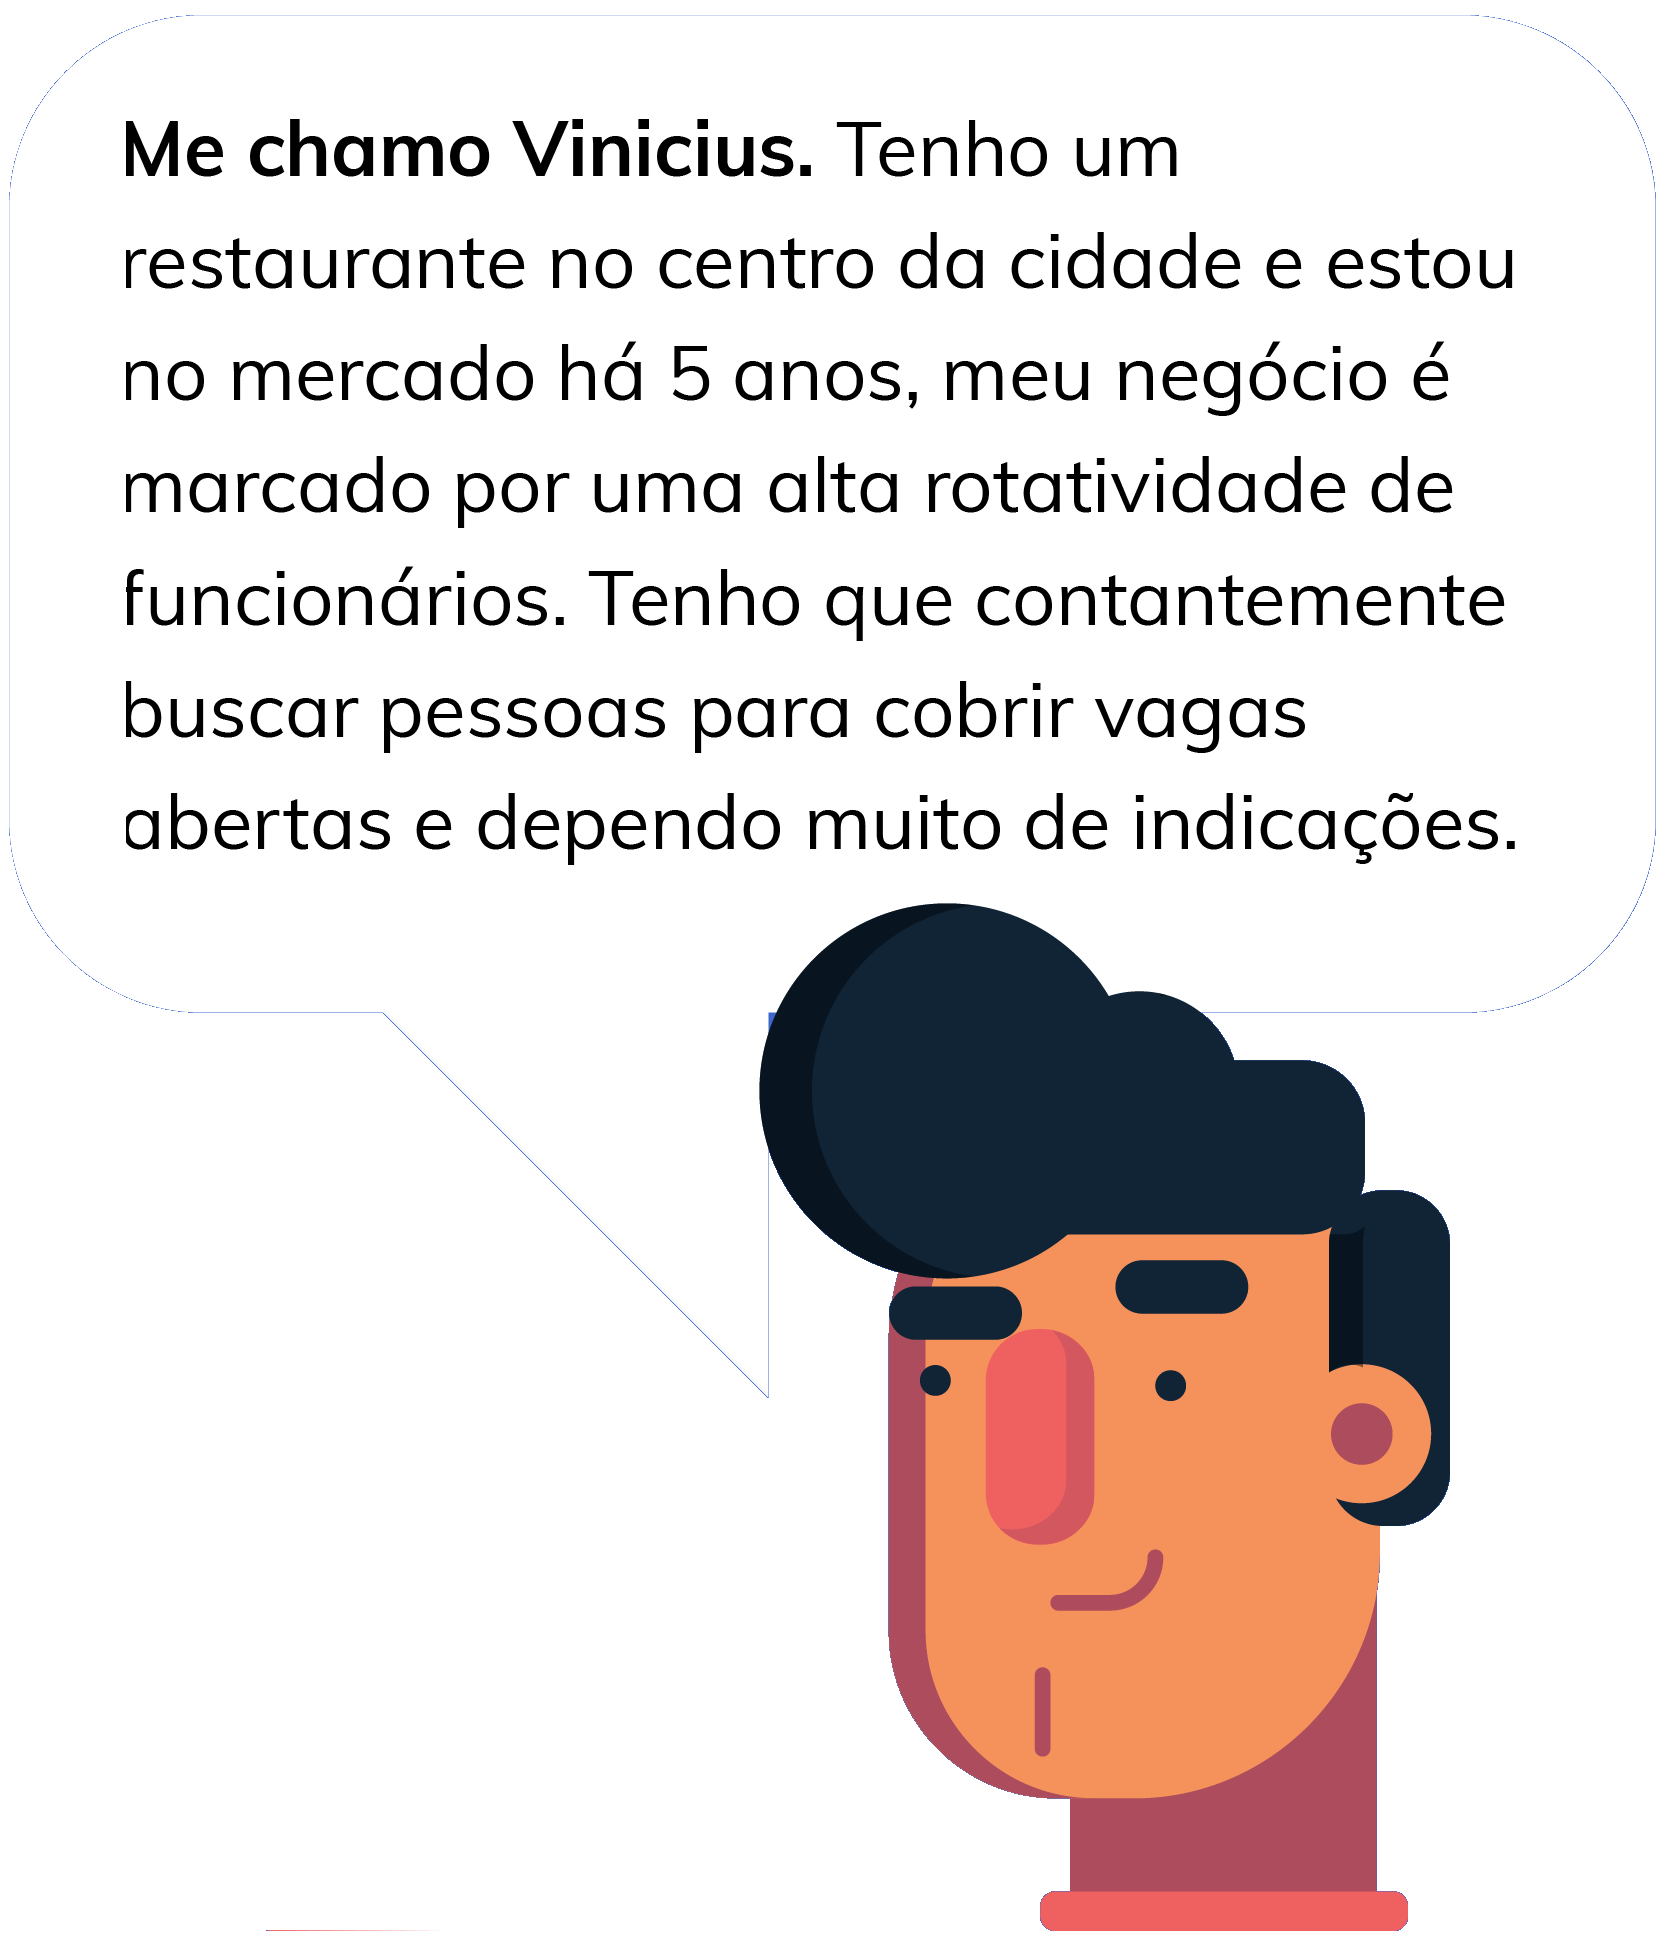 Me chamo Vinicius. Tenho um
restaurante no centro da cidade e estou
no mercado há 5 anos, meu negócio é
marcado por uma alta rotatividade de
funcionários. Tenho que contantemente
buscar pessoas para cobrir vagas
abertas e dependo muito de indicações.